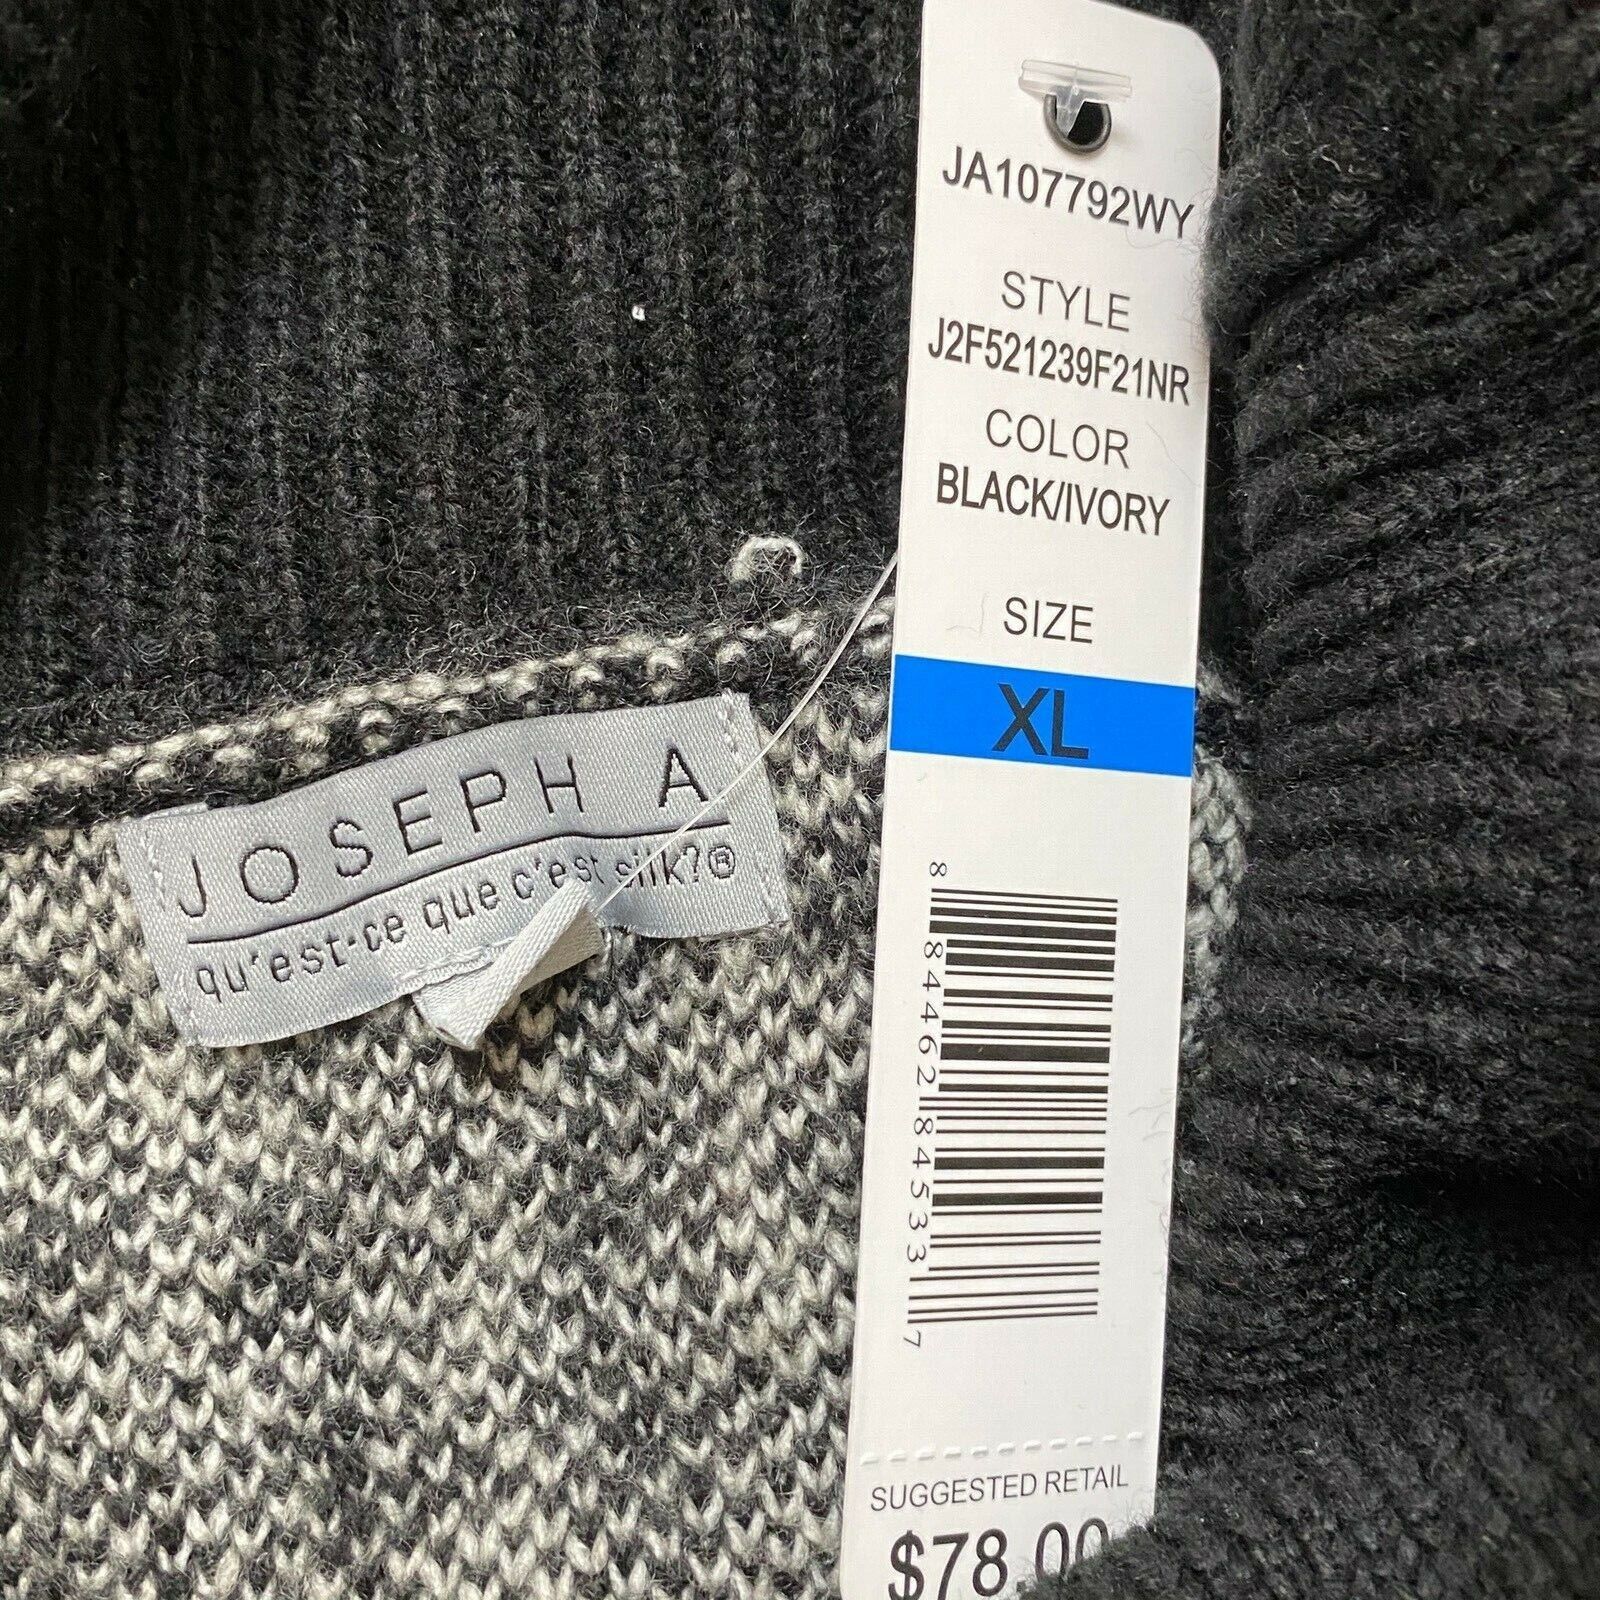 JA107792WY
STYLE
J2F521239F21NR
COLOR
BLACK/IVORY
SIZE
XL
8 84462 84533 7
SUGGESTED RETAIL
$78.00
JOSEPH A
qu'est-ce que c'est silk?®